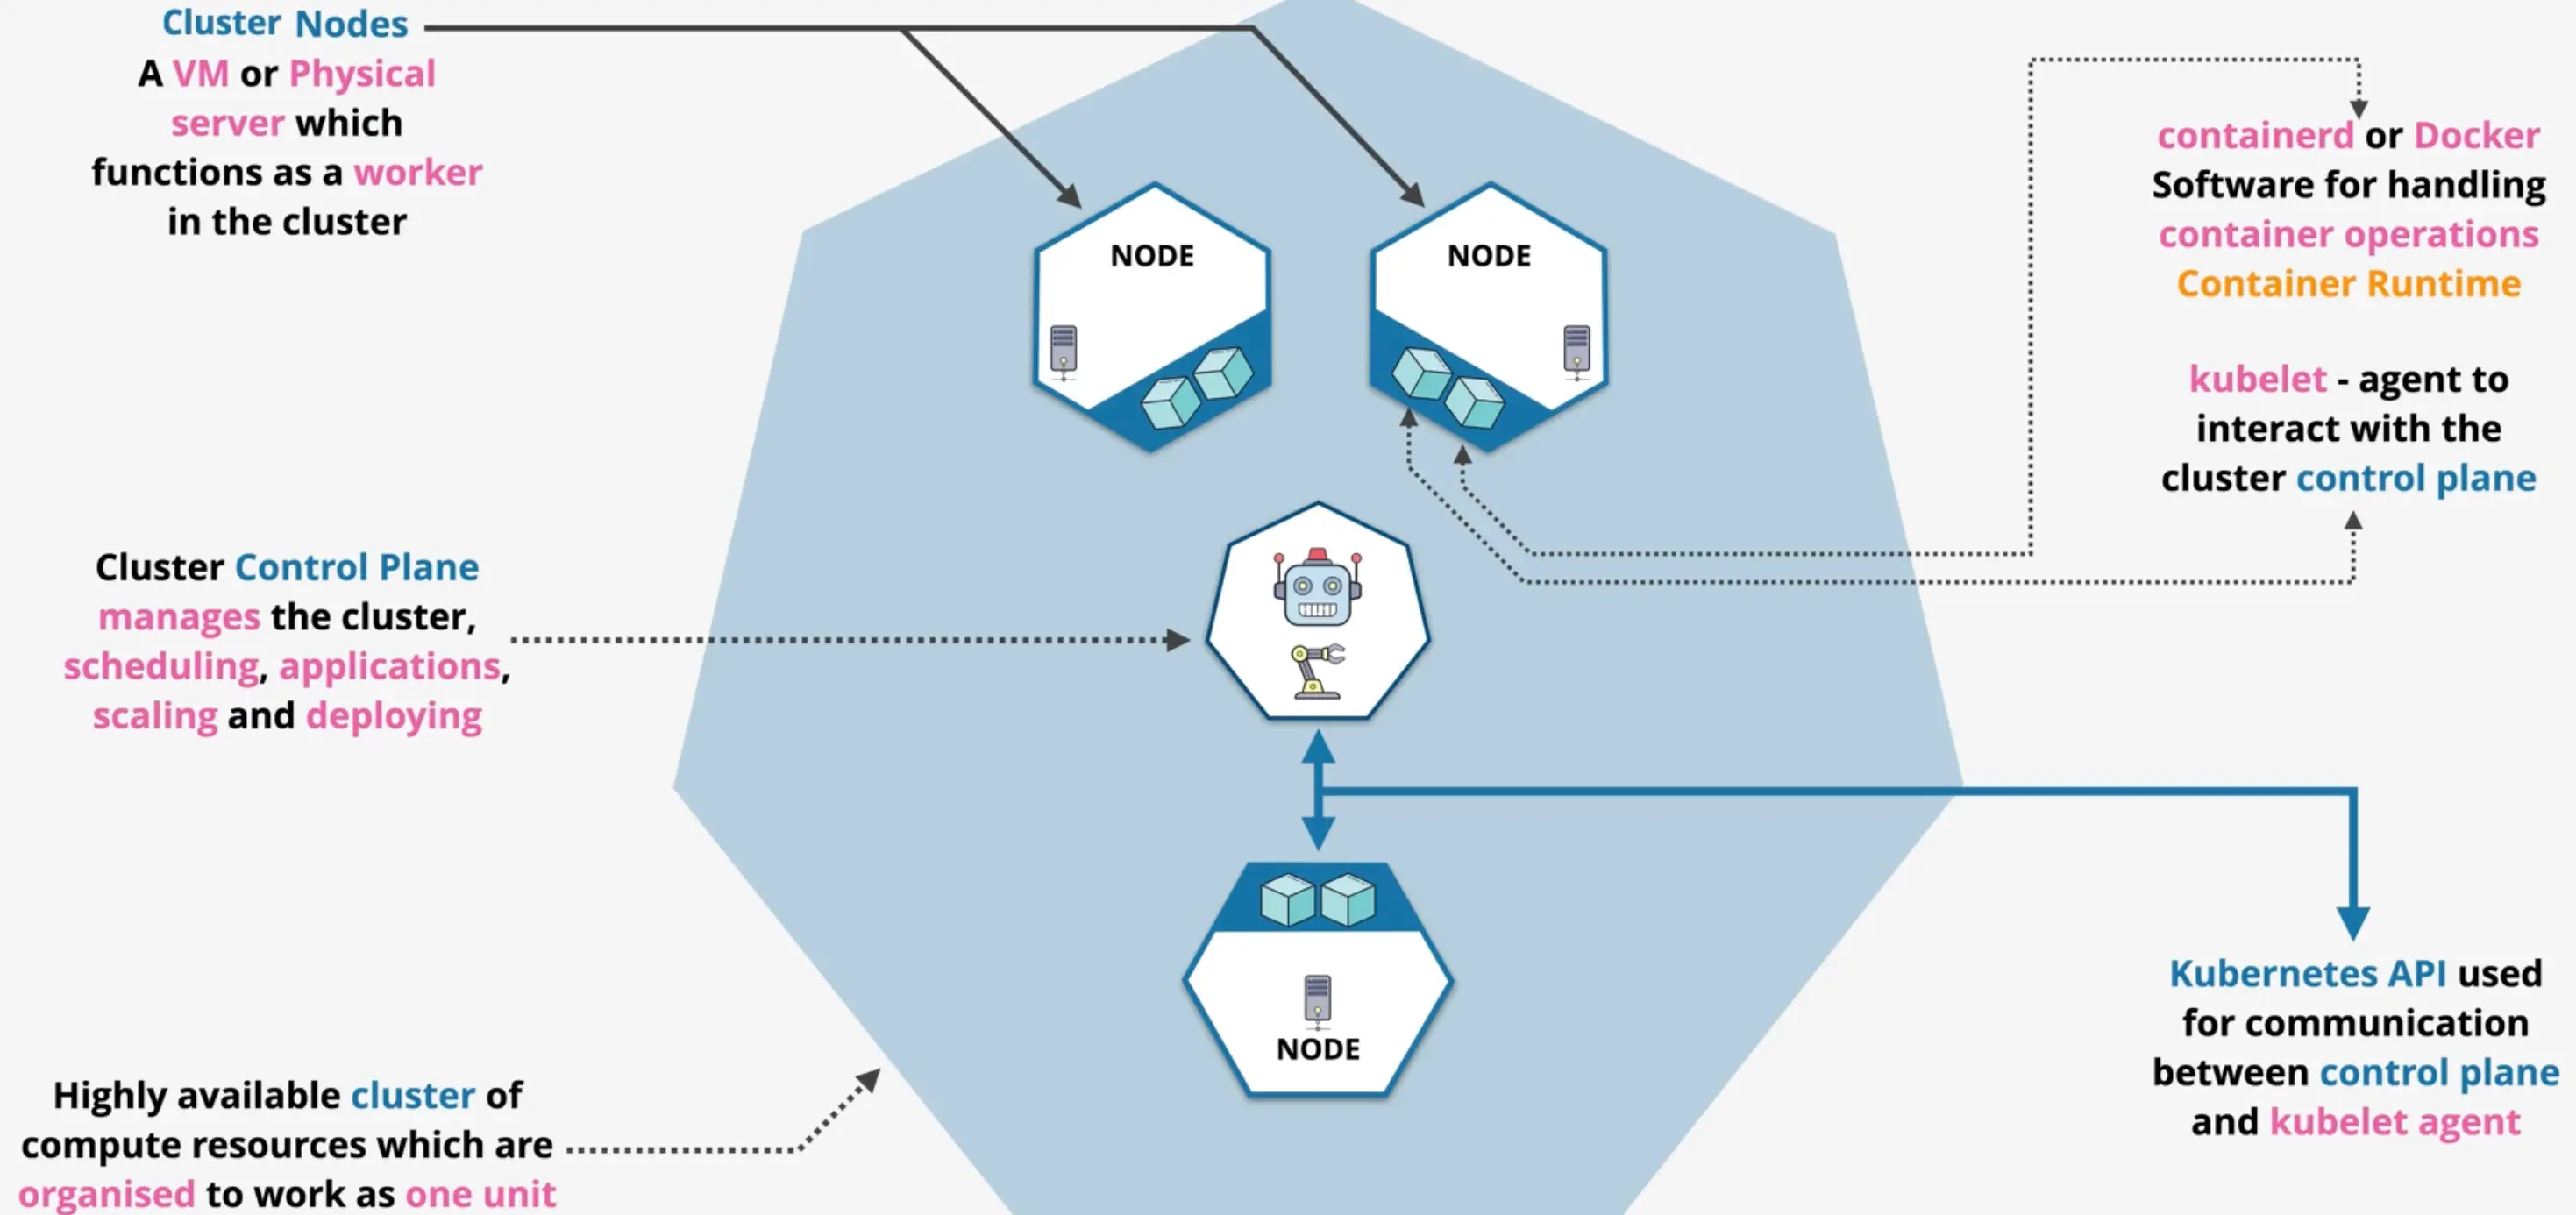 Cluster Nodes
A VM or Physical
server which
functions as a worker
in the cluster
NODE
NODE
containerd or Docker
Software for handling
container operations
Container Runtime
kubelet - agent to
interact with the
cluster control plane
Cluster Control Plane
manages the cluster,
scheduling, applications,
scaling and deploying
NODE
Kubernetes API used
for communication
between control plane
and kubelet agent
Highly available cluster of
compute resources which are
organised to work as one unit